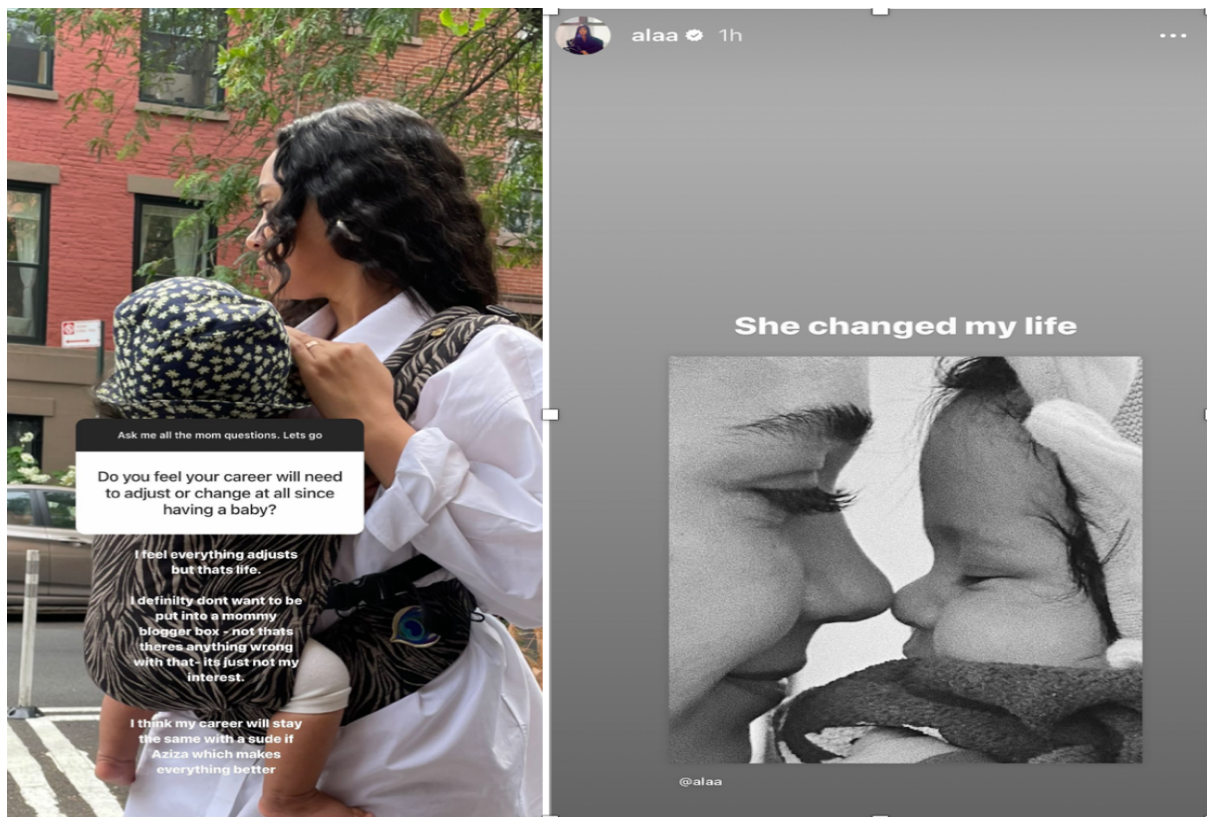 Ask me all the mom questions. Lets go
Do you feel your career will need
to adjust or change at all since
having a baby?
I feel everything adjusts
but thats life.
I definilty dont want to be
put into a mommy
blogger box - not thats
theres anything wrong
with that- its just not my
interest.
I think my career will stay
the same with a sude if
Aziza which makes
everything better
alaa 1h
She changed my life
@alaa